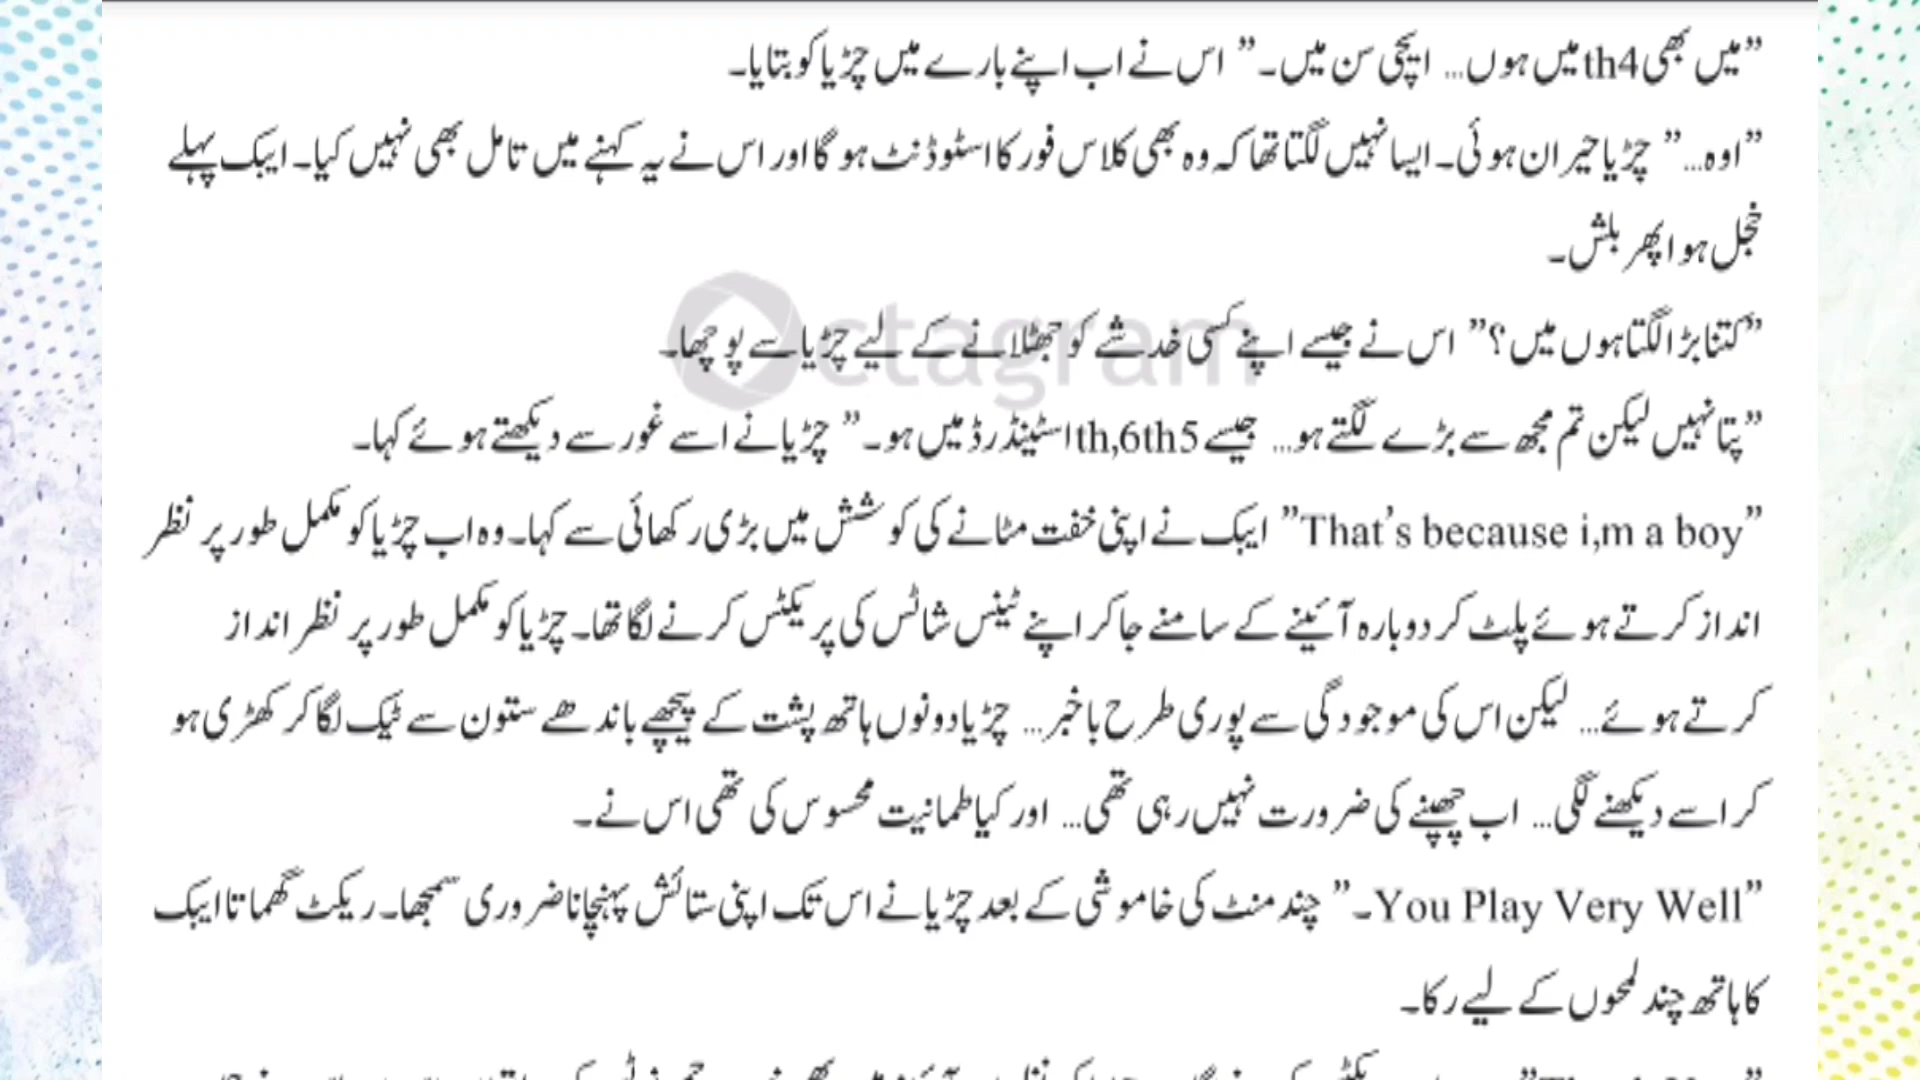 ”میں بھی th4 میں ہوں... ایچی سن میں۔” اس نے اب اپنے بارے میں چڑیا کو بتایا۔
”اوہ...” چڑیا حیران ہوئی۔ ایسا نہیں لگتا تھا کہ وہ بھی کلاس فور کا اسٹوڈنٹ ہو گا اور اس نے یہ کہنے میں تامل بھی نہیں کیا۔ ایبک پہلے
خجل ہوا پھر بلش۔
”کتنا بڑا لگتا ہوں میں؟” اس نے جیسے اپنے کسی خدشے کو جھٹلانے کے لیے چڑیا سے پوچھا۔
Octagram
”پتا نہیں لیکن تم مجھ سے بڑے لگتے ہو... جیسے th,6th5 اسٹینڈرڈ میں ہو۔” چڑیا نے اسے غور سے دیکھتے ہوئے کہا۔
”That’s because i,m a boy” ایبک نے اپنی خفت مٹانے کی کوشش میں بڑی رکھائی سے کہا۔ وہ اب چڑیا کو مکمل طور پر نظر
انداز کرتے ہوئے پلٹ کر دوبارہ آئینے کے سامنے جا کر اپنے ٹینس شاٹس کی پریکٹس کرنے لگا تھا۔ چڑیا کو مکمل طور پر نظر انداز
کرتے ہوئے... لیکن اس کی موجودگی سے پوری طرح باخبر... چڑیا دونوں ہاتھ پشت کے پیچھے باندھے ستون سے ٹیک لگا کر کھڑی ہو
کر اسے دیکھنے لگی... اب چھپنے کی ضرورت نہیں رہی تھی... اور کیا طمانیت محسوس کی تھی اس نے۔
”You Play Very Well۔” چند منٹ کی خاموشی کے بعد چڑیا نے اس تک اپنی ستائش پہنچانا ضروری سمجھا۔ ریکٹ گھماتا ایبک
کا ہاتھ چند لمحوں کے لیے رکا۔